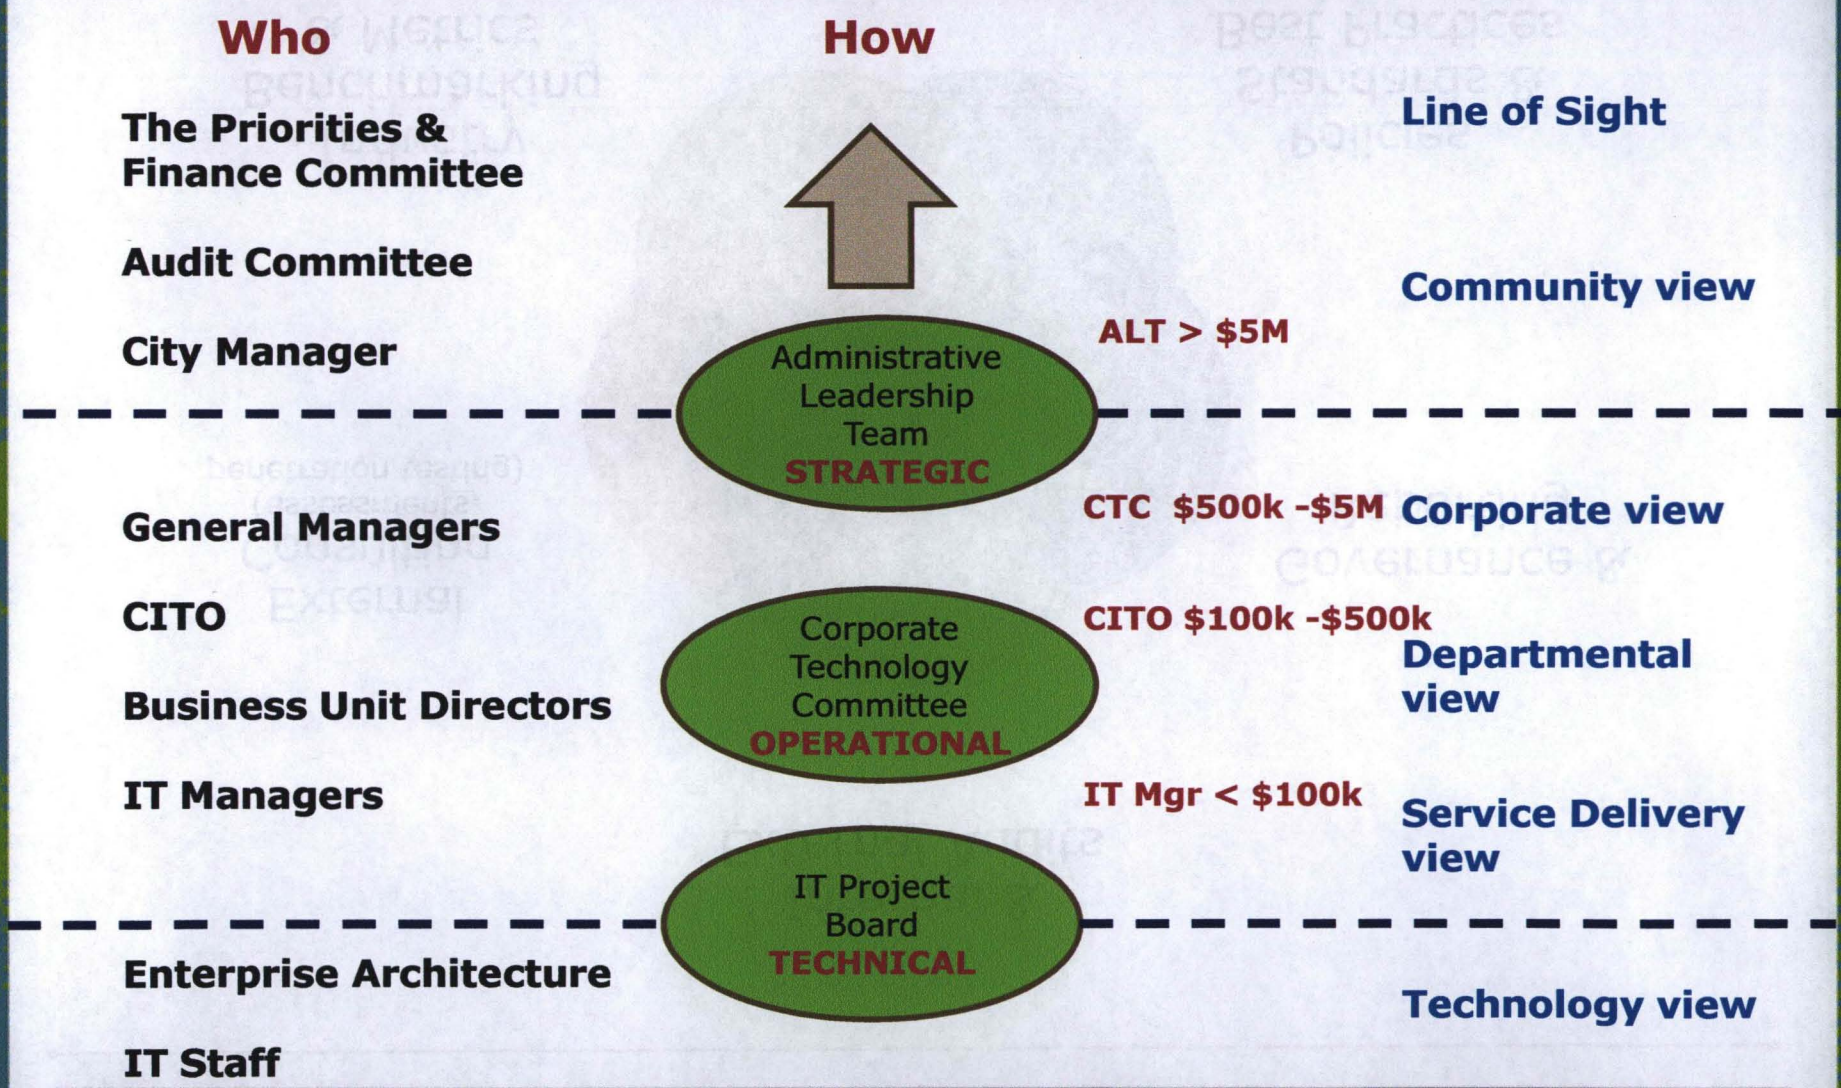 Who
How
Line of Sight
The Priorities &
Finance Committee
Audit Committee
City Manager
Community view
ALT > $5M
Administrative
Leadership
Team
STRATEGIC
General Managers
CTC $500k -$5M
Corporate view
CITO
CITO $100k -$500k
Corporate
Technology
Committee
OPERATIONAL
Departmental
view
Business Unit Directors
IT Managers
IT Mgr < $100k
Service Delivery
view
IT Project
Board
TECHNICAL
Enterprise Architecture
Technology view
IT Staff